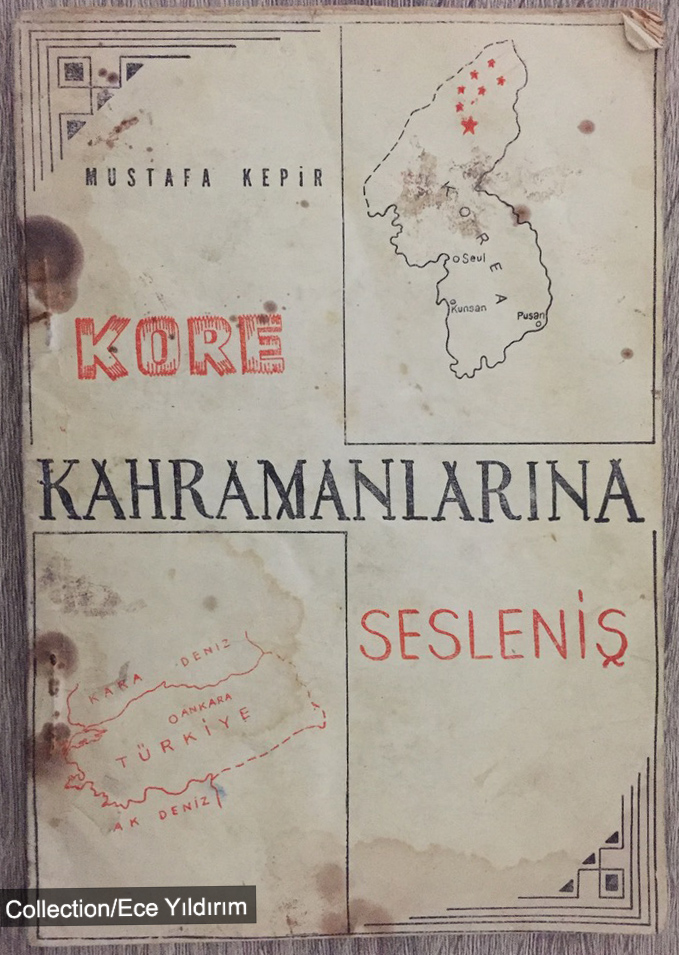 MUSTAFA KEPİR
KOREA
Seul
Kunsan
Pusan
KORE
KAHRAMANLARINA
SESLENİŞ
KARA DENİZ
ANKARA
TÜRKİYE
AK DENİZ
Collection/Ece Yıldırım